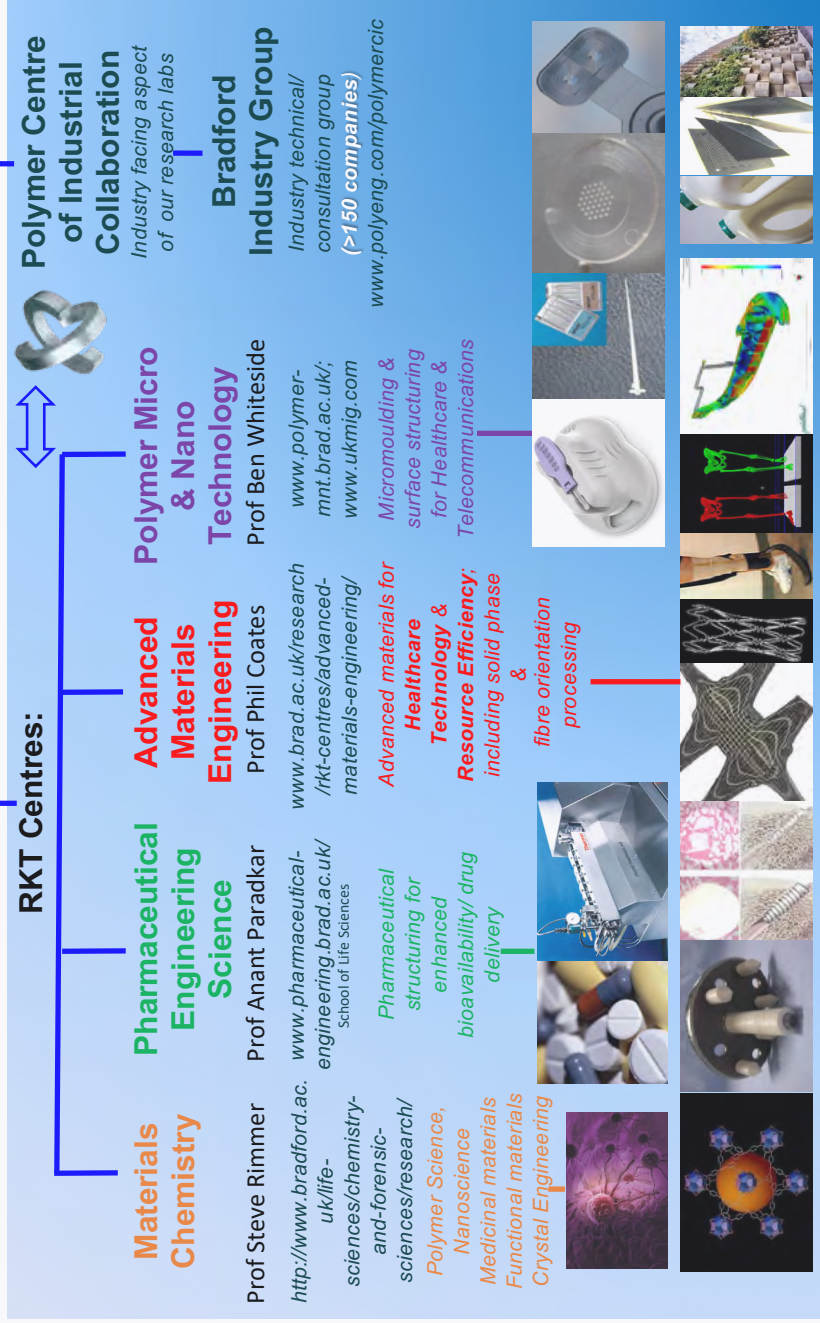 RKT Centres:
Materials
Chemistry
Prof Steve Rimmer
http://www.bradford.ac.
uk/life-
sciences/chemistry-
and-forensic-
sciences/research/
Polymer Science,
Nanoscience
Medicinal materials
Functional materials
Crystal Engineering
Pharmaceutical
Engineering
Science
Prof Anant Paradkar
www.pharmaceutical-
engineering.brad.ac.uk/
School of Life Sciences
Pharmaceutical
structuring for
enhanced
bioavailability/ drug
delivery
Advanced
Materials
Engineering
Prof Phil Coates
www.brad.ac.uk/research
/rkt-centres/advanced-
materials-engineering/
Advanced materials for
Healthcare
Technology &
Resource Efficiency;
including solid phase
&
fibre orientation
processing
Polymer Micro
& Nano
Technology
Prof Ben Whiteside
www.polymer-
mnt.brad.ac.uk/;
www.ukmig.com
Micromoulding &
surface structuring
for Healthcare &
Telecommunications
Polymer Centre
of Industrial
Collaboration
Industry facing aspect
of our research labs
Bradford
Industry Group
Industry technical/
consultation group
(>150 companies)
www.polyeng.com/polymercic